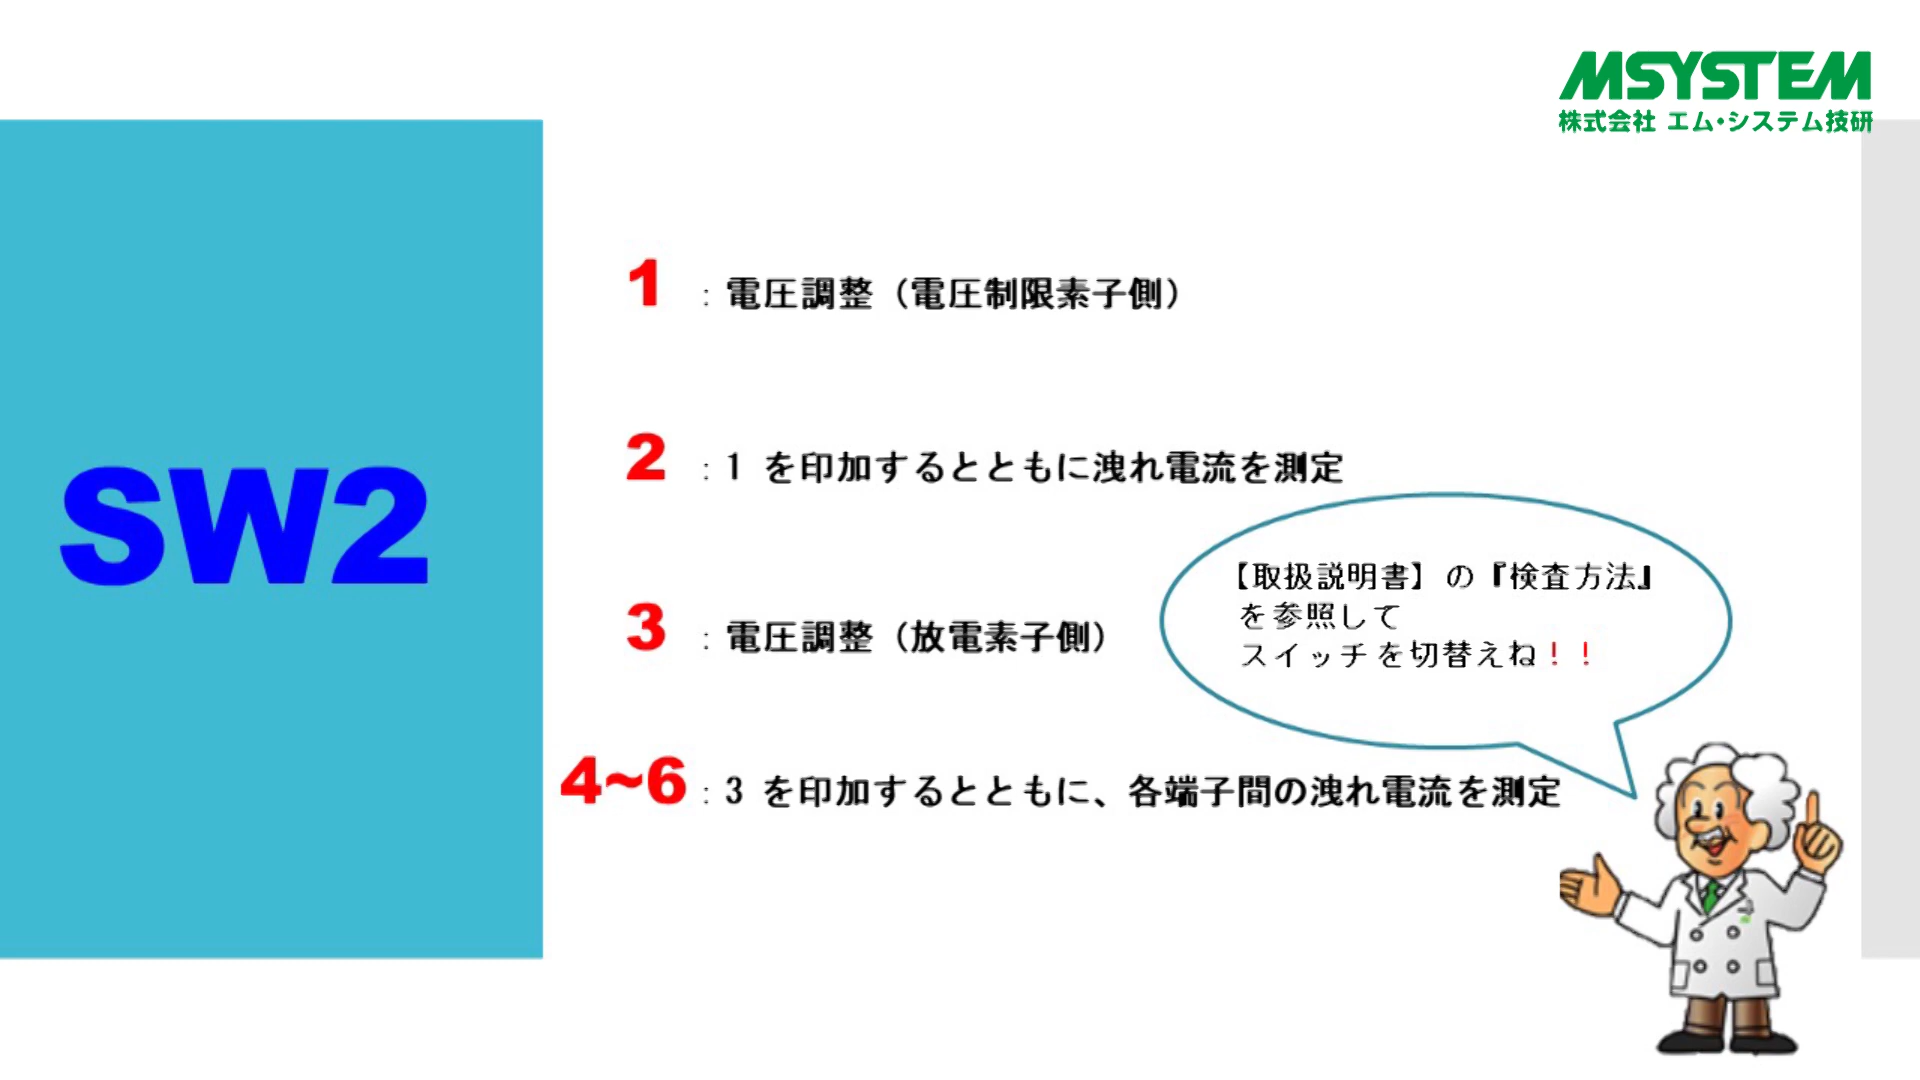 MSYSTEM
株式会社 エム・システム技研
SW2
1 : 電圧調整（電圧制限素子側）
2 : 1 を印加するとともに洩れ電流を測定
3 : 電圧調整（放電素子側）
4~6 : 3 を印加するとともに、各端子間の洩れ電流を測定
【取扱説明書】の『検査方法』
を参照して
スイッチを切替えね！！